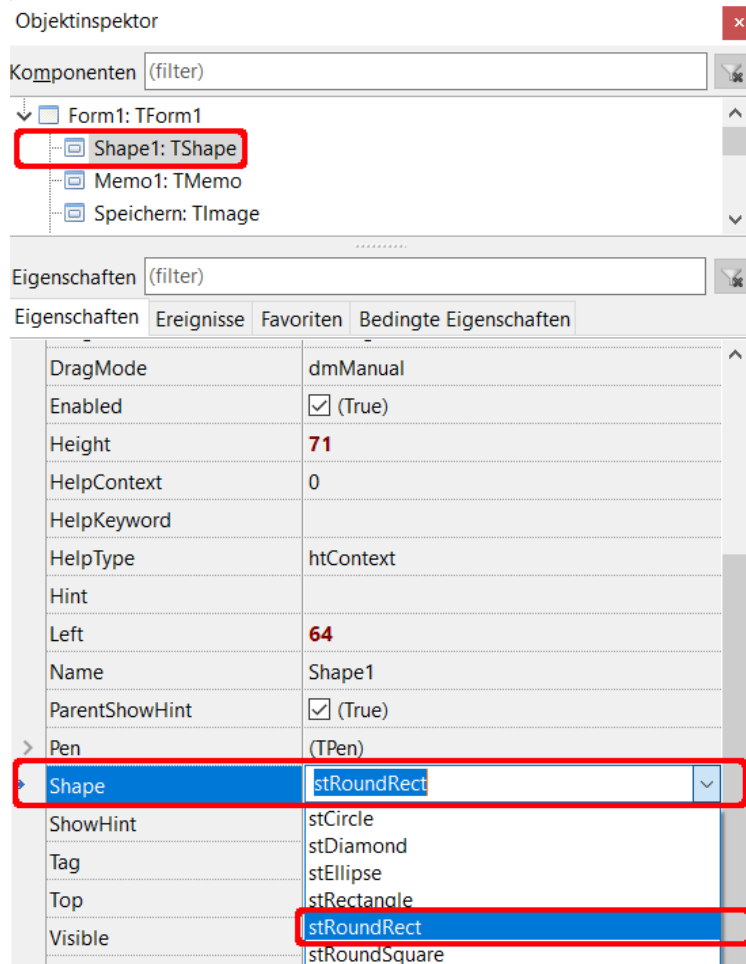 Objektinspektor
Komponenten (filter)
Form1: TForm1
Shape1: TShape
Memo1: TMemo
Speichern: TImage
Eigenschaften (filter)
Eigenschaften Ereignisse Favoriten Bedingte Eigenschaften
DragMode dmManual
Enabled (True)
Height 71
HelpContext 0
HelpKeyword
HelpType htContext
Hint
Left 64
Name Shape1
ParentShowHint (True)
Pen (TPen)
Shape stRoundRect
ShowHint stCircle
stDiamond
Tag stEllipse
Top stRectangle
stRoundRect
Visible stRoundSquare